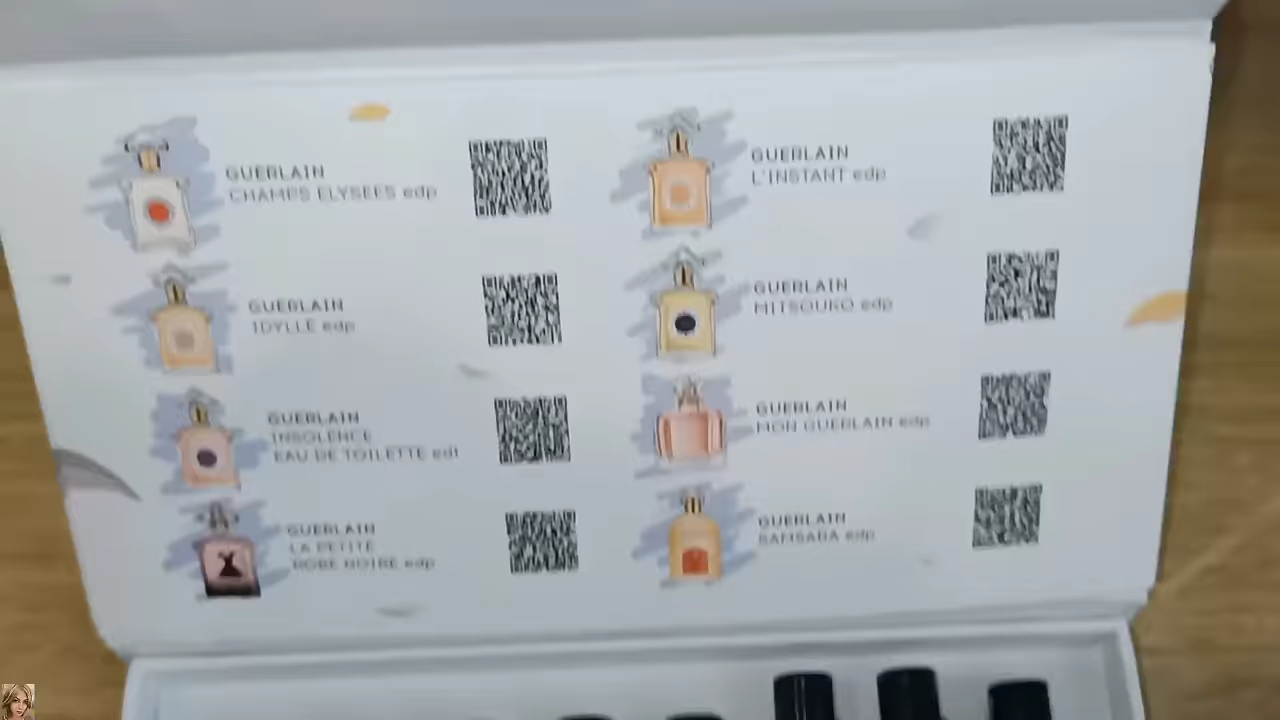 GUERLAIN
CHAMPS ELYSEES edp
GUERLAIN
IDYLLE edp
GUERLAIN
INSOLENCE
EAU DE TOILETTE edt
GUERLAIN
LA PETITE
ROBE NOIRE edp
GUERLAIN
L'INSTANT edp
GUERLAIN
MITSOUKO edp
GUERLAIN
MON GUERLAIN edp
GUERLAIN
SAMSARA edp